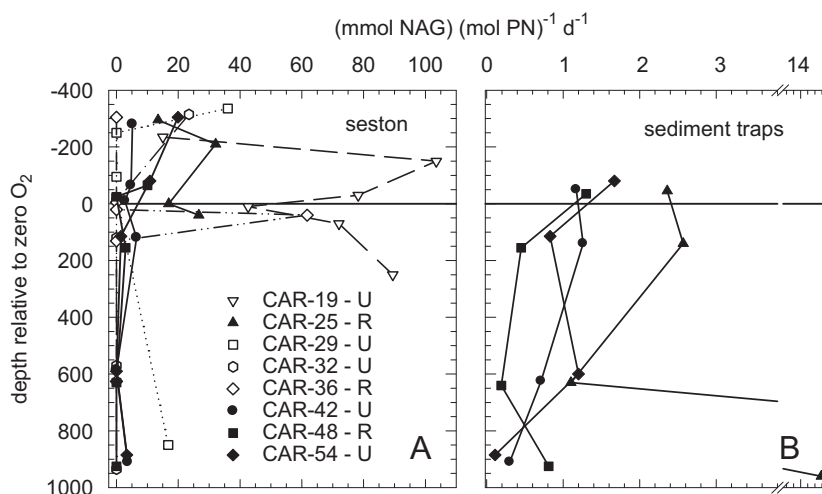 (mmol NAG) (mol PN)⁻¹ d⁻¹
0 20 40 60 80 100 0 1 2 3 14
-400
seston
sediment traps
-200
0
200
400
600
800
1000
depth relative to zero O₂
CAR-19 - U
CAR-25 - R
CAR-29 - U
CAR-32 - U
CAR-36 - R
CAR-42 - U
CAR-48 - R
CAR-54 - U
A
B